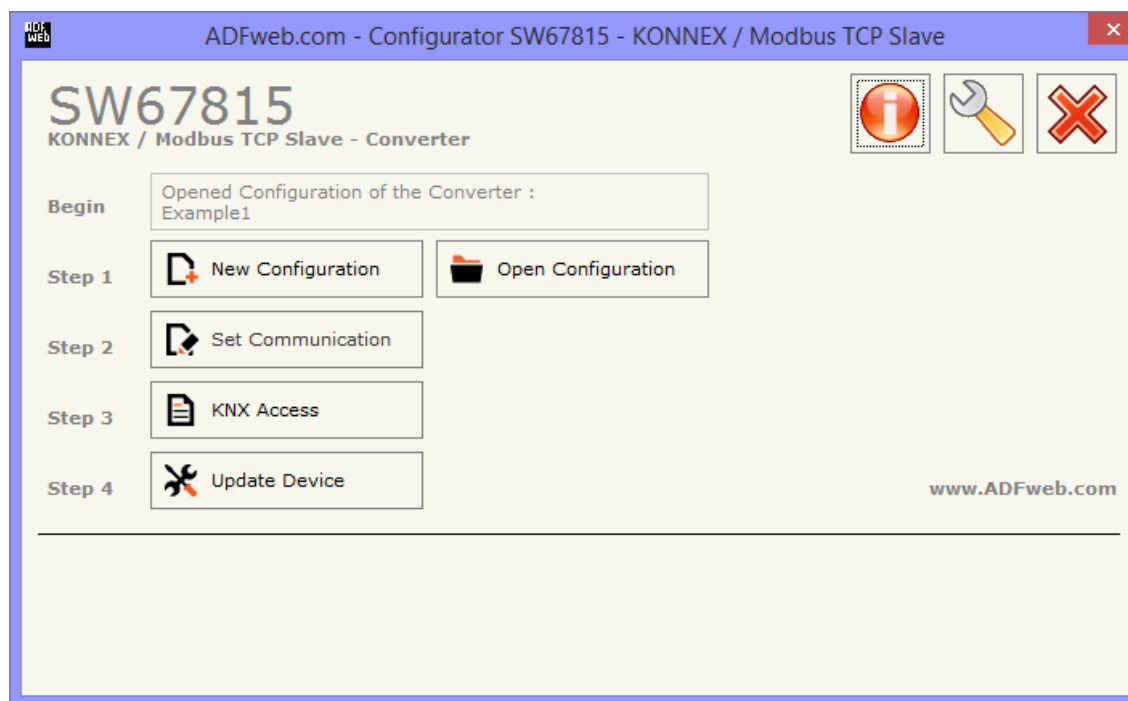 ADF
WEB
ADFweb.com - Configurator SW67815 - KONNEX / Modbus TCP Slave
SW67815
KONNEX / Modbus TCP Slave - Converter
Begin
Opened Configuration of the Converter :
Example1
Step 1
New Configuration
Open Configuration
Step 2
Set Communication
Step 3
KNX Access
Step 4
Update Device
www.ADFweb.com